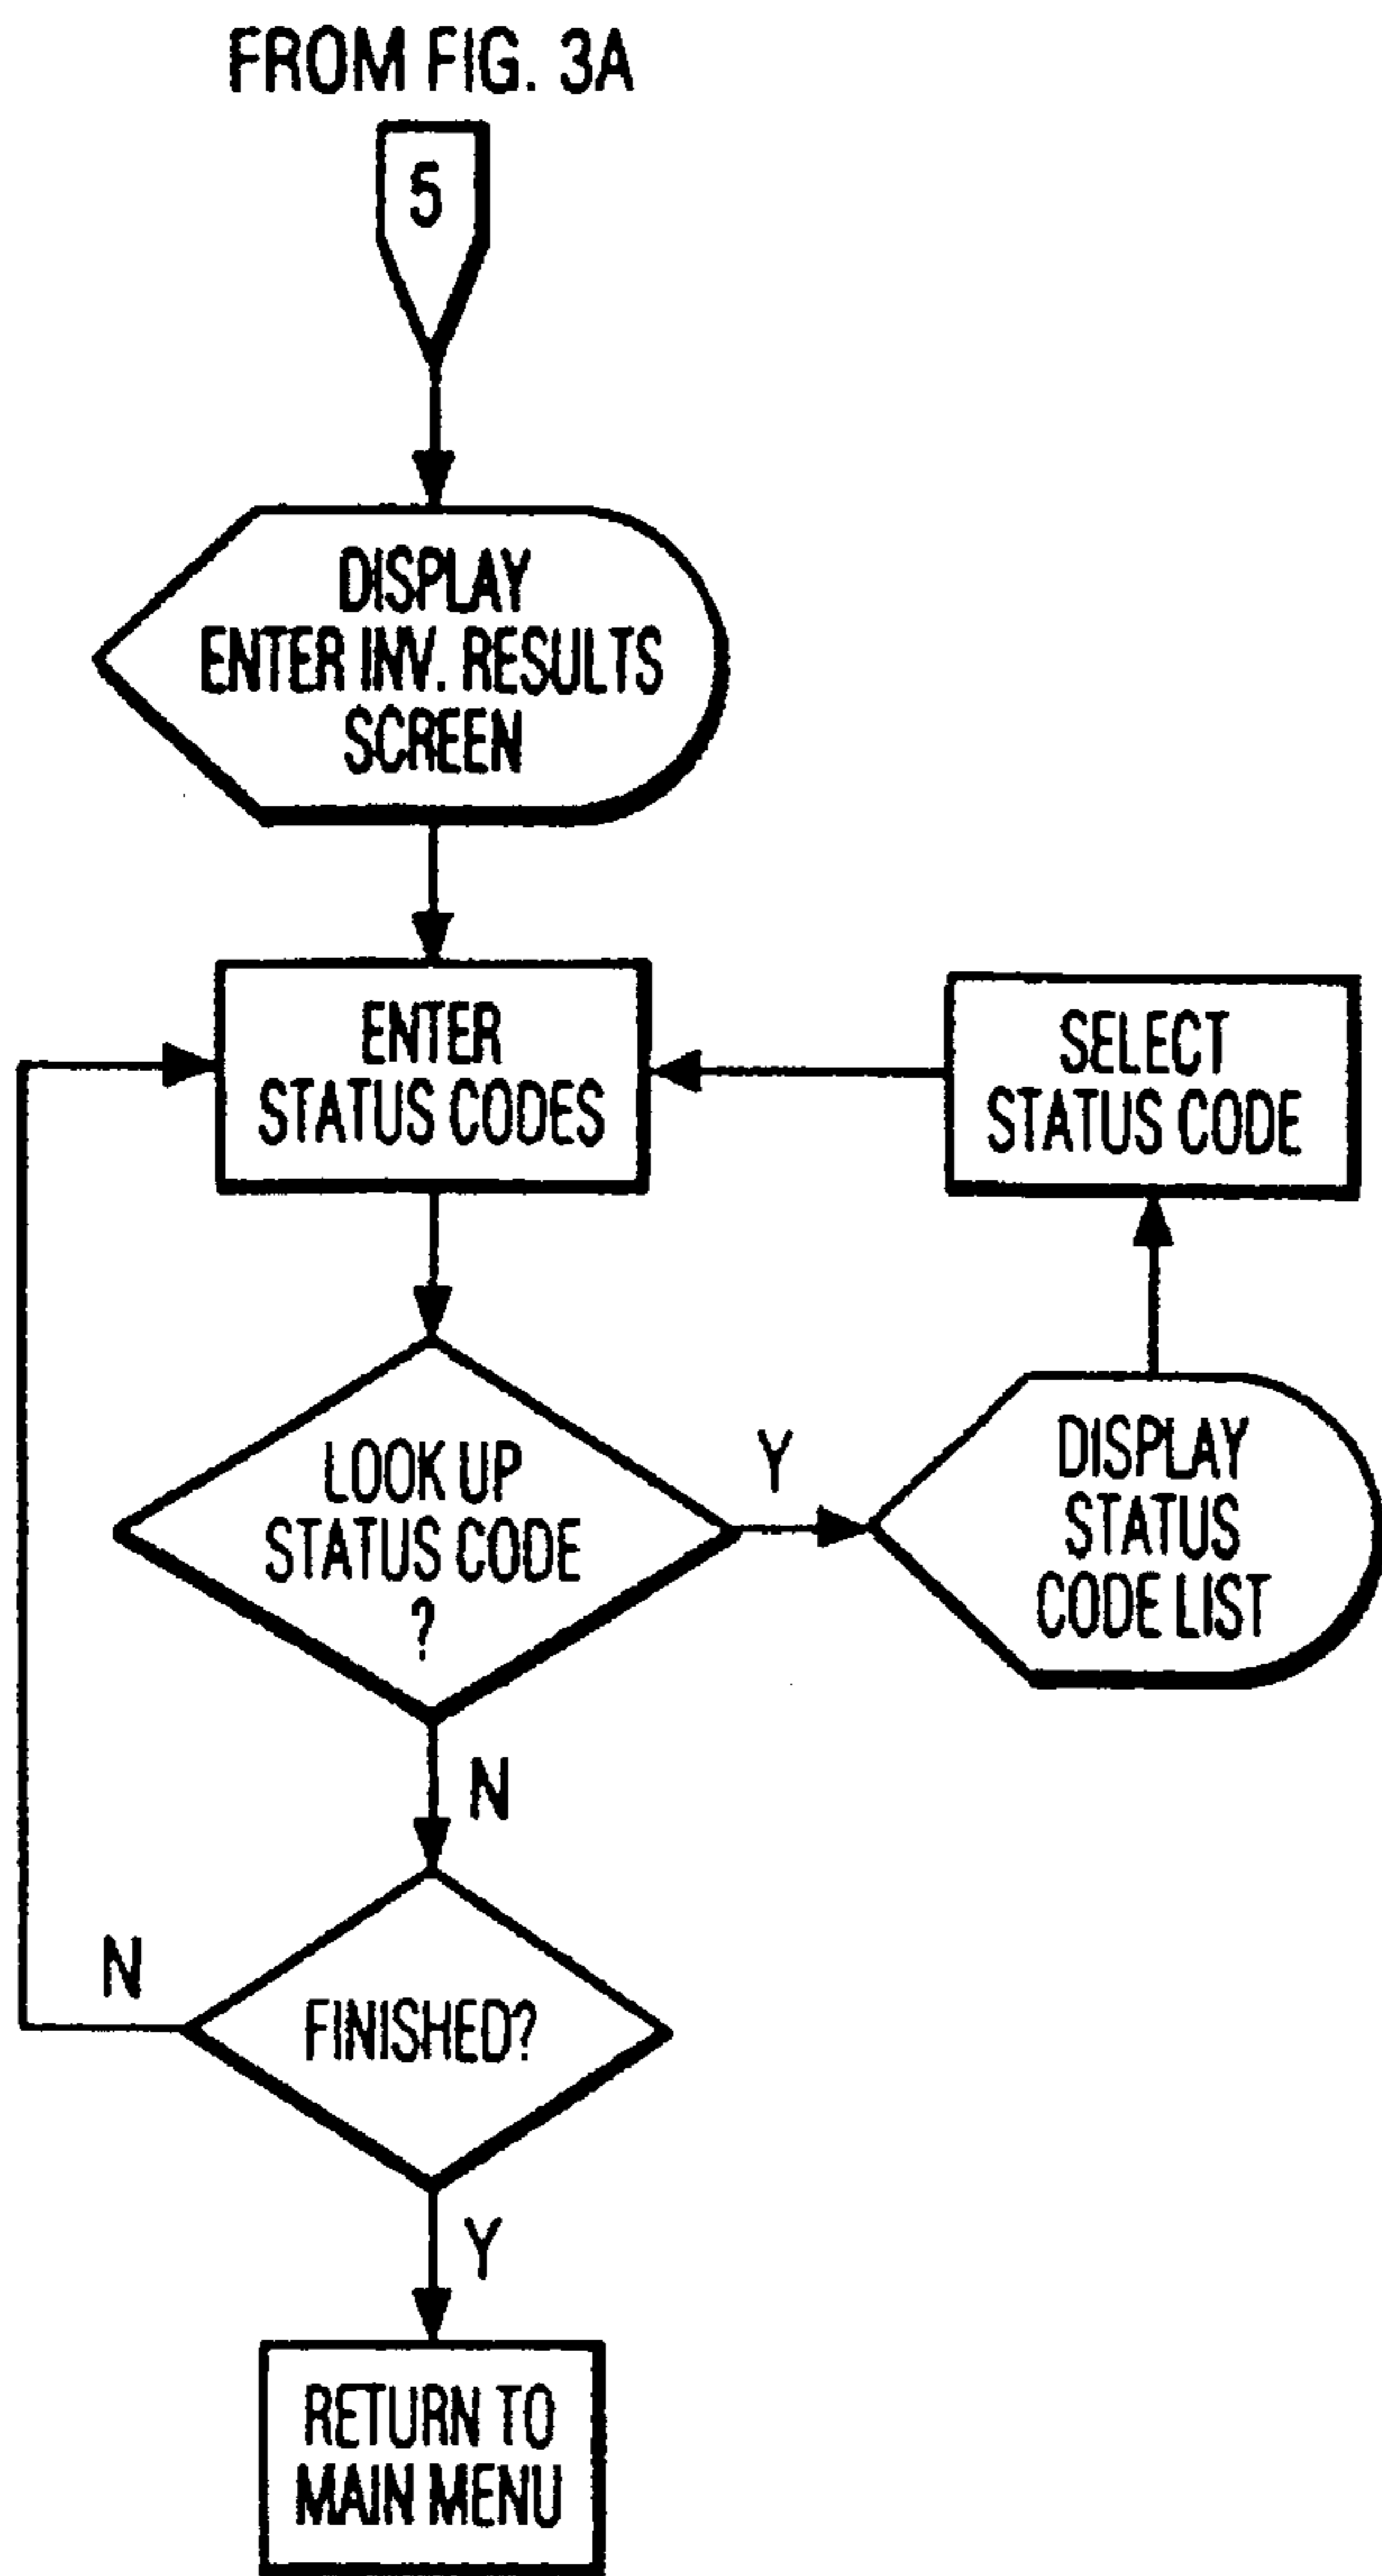 FROM FIG. 3A
5
DISPLAY
ENTER INV. RESULTS
SCREEN
ENTER
STATUS CODES
SELECT
STATUS CODE
LOOK UP
STATUS CODE
?
Y
DISPLAY
STATUS
CODE LIST
N
N
FINISHED?
Y
RETURN TO
MAIN MENU